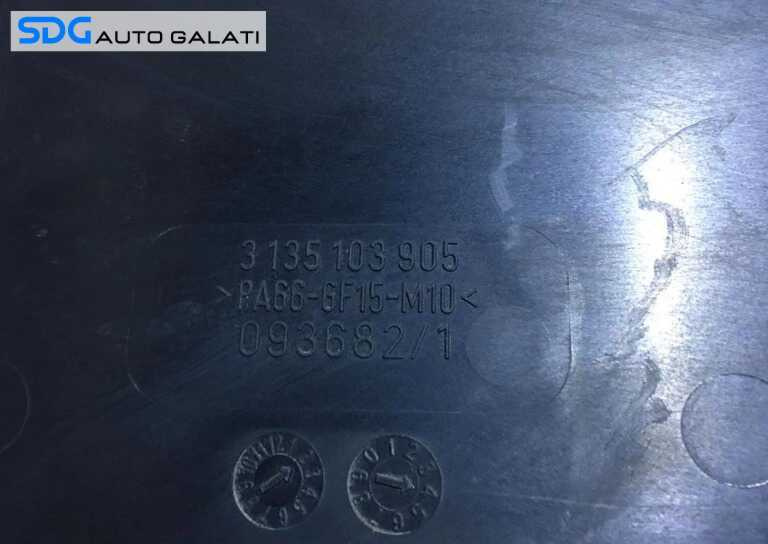 SDG AUTO GALATI
3 135 103 905
>PA66-GF15-M10<
093682/1